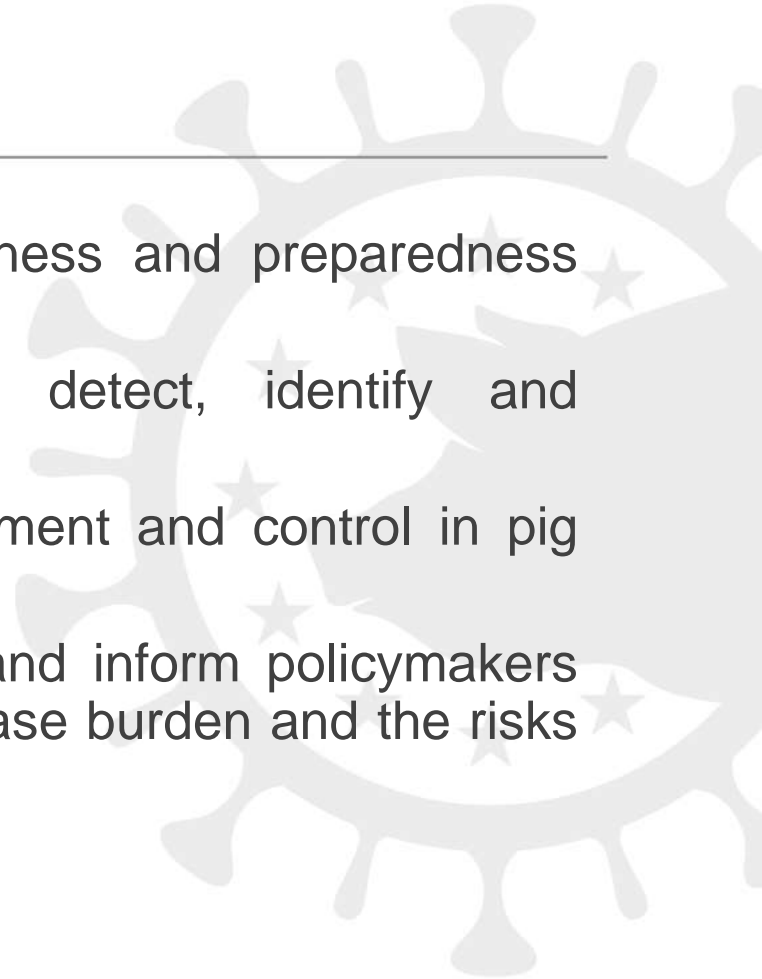 ness and preparedness
detect, identify and
ment and control in pig
and inform policymakers
ase burden and the risks